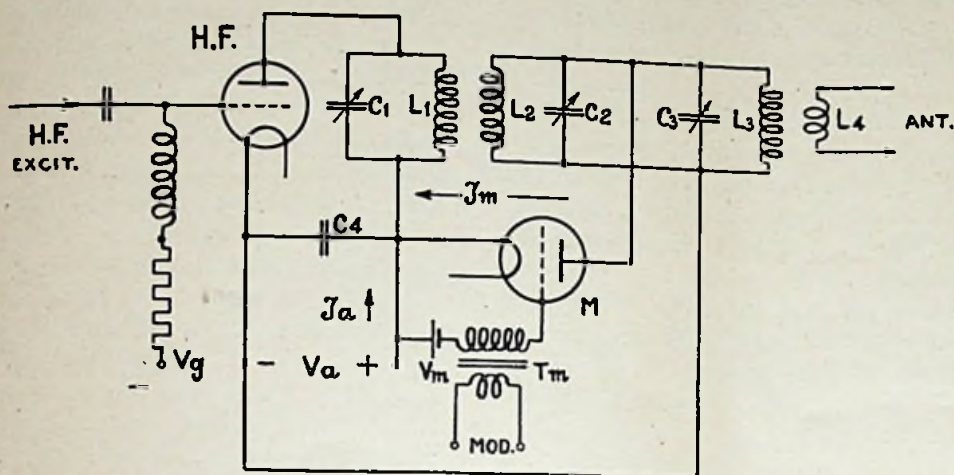 H.F.
H.F.
EXCIT.
C1
L1
L2
C2
C3
L3
L4
ANT.
Jm
C4
M
Ja
- Va +
Vm
Tm
Vg
-
MOD.